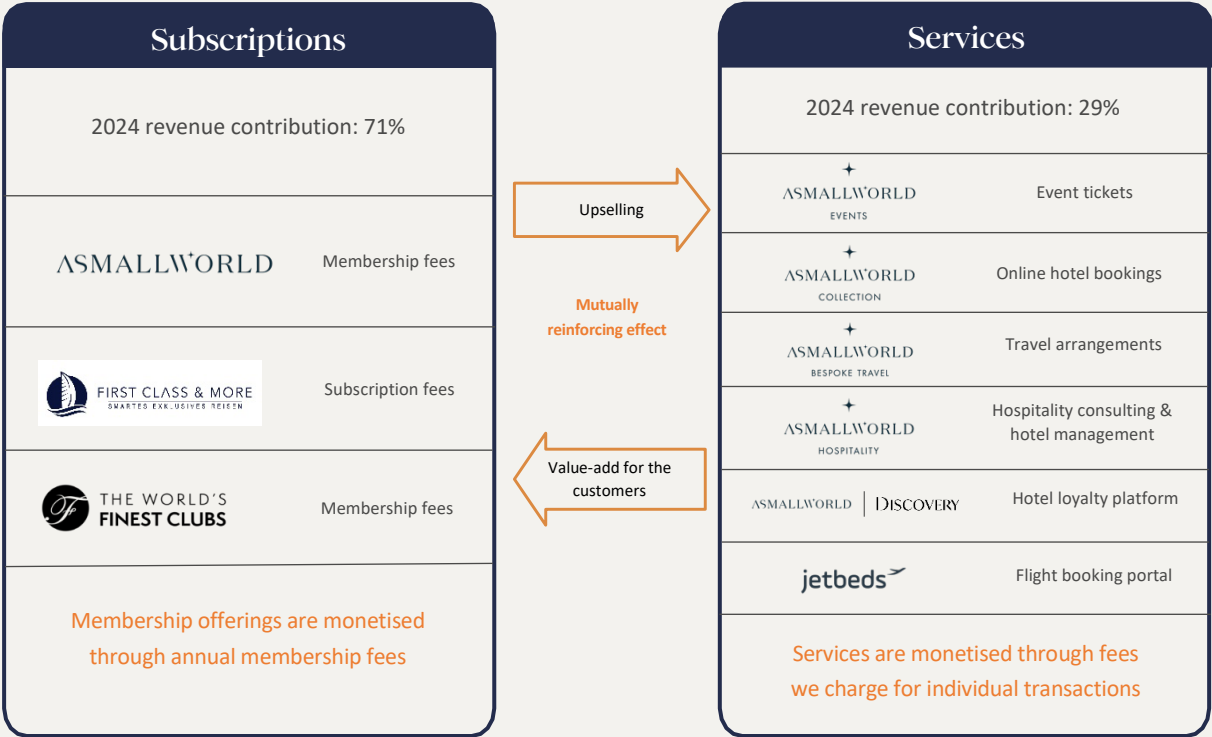 Subscriptions
2024 revenue contribution: 71%
ASMALLWORLD
Membership fees
FIRST CLASS & MORE
SMARTES EXKLUSIVES REISEN
Subscription fees
THE WORLD'S
FINEST CLUBS
Membership fees
Membership offerings are monetised
through annual membership fees
Upselling
Mutually
reinforcing effect
Value-add for the
customers
Services
2024 revenue contribution: 29%
ASMALLWORLD
EVENTS
Event tickets
ASMALLWORLD
COLLECTION
Online hotel bookings
ASMALLWORLD
BESPOKE TRAVEL
Travel arrangements
ASMALLWORLD
HOSPITALITY
Hospitality consulting &
hotel management
ASMALLWORLD | DISCOVERY
Hotel loyalty platform
jetbeds
Flight booking portal
Services are monetised through fees
we charge for individual transactions